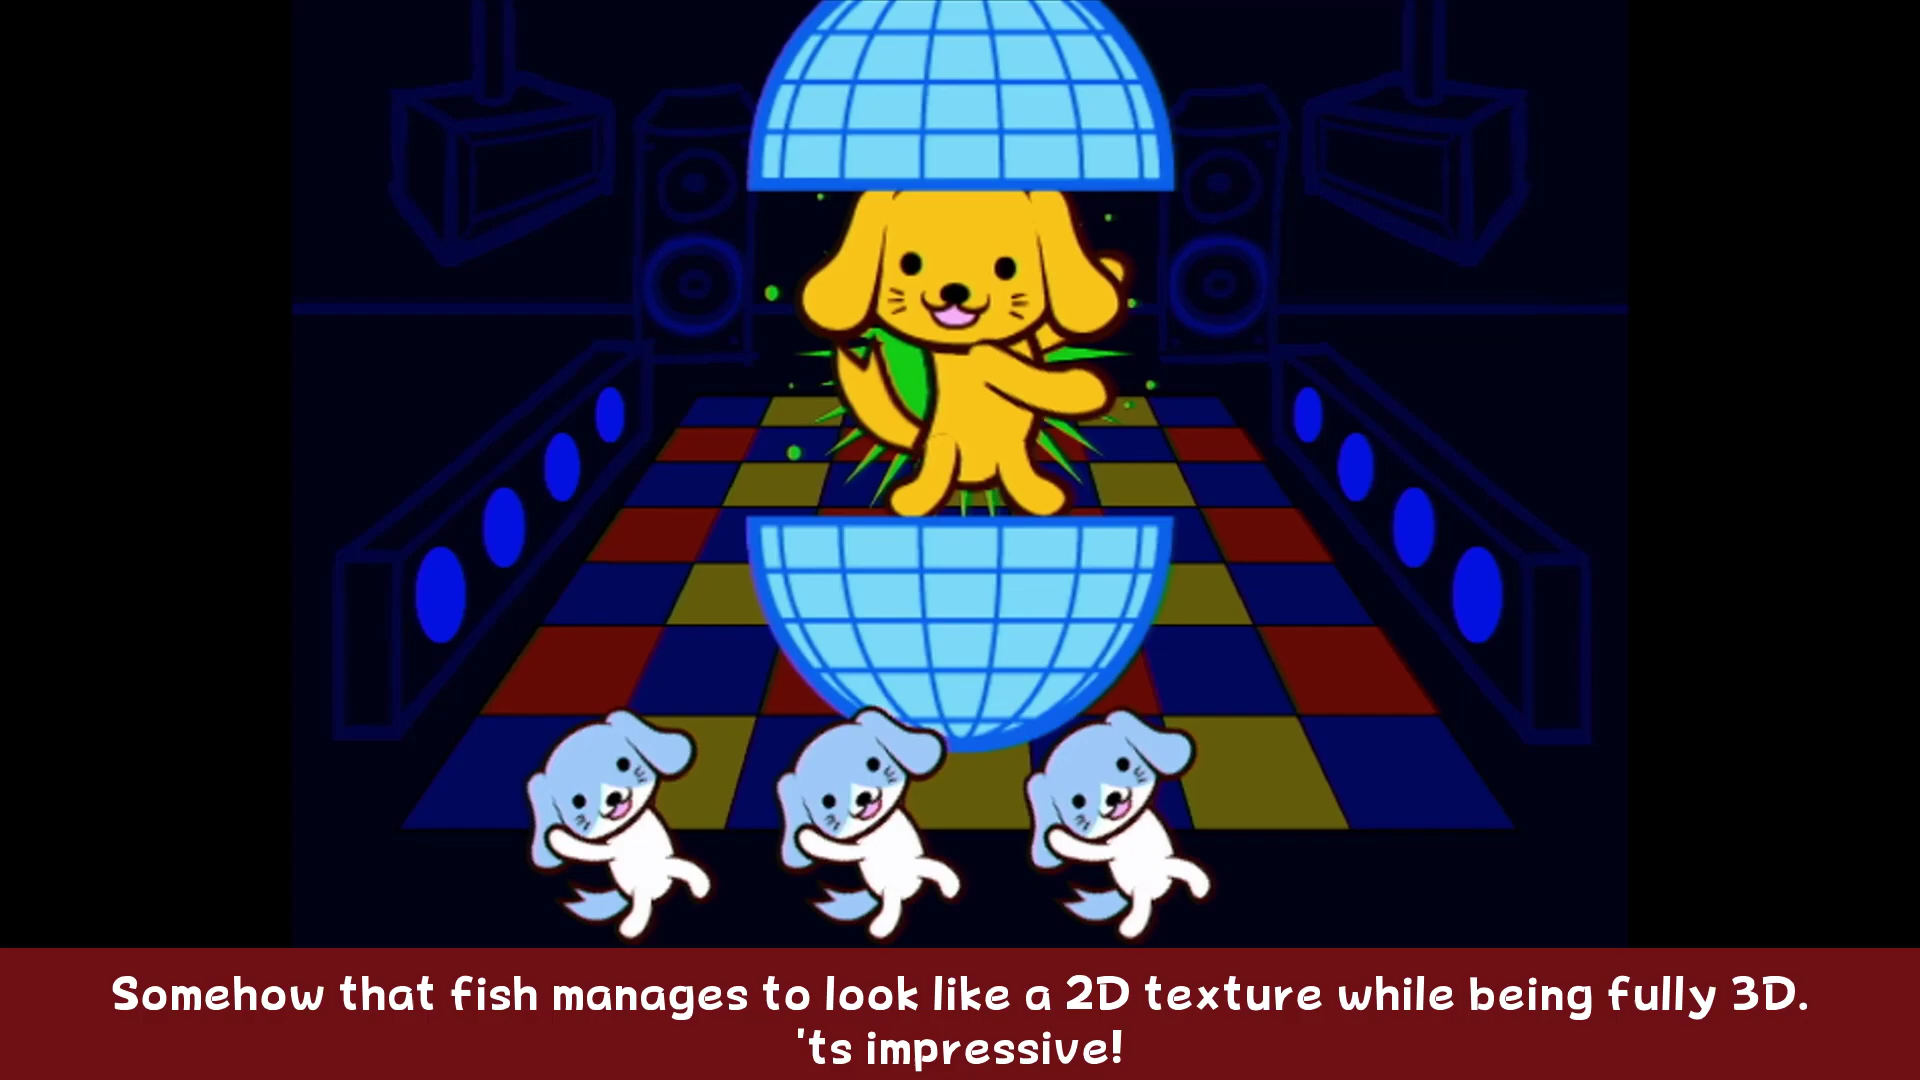 Somehow that fish manages to look like a 2D texture while being fully 3D.
'ts impressive!